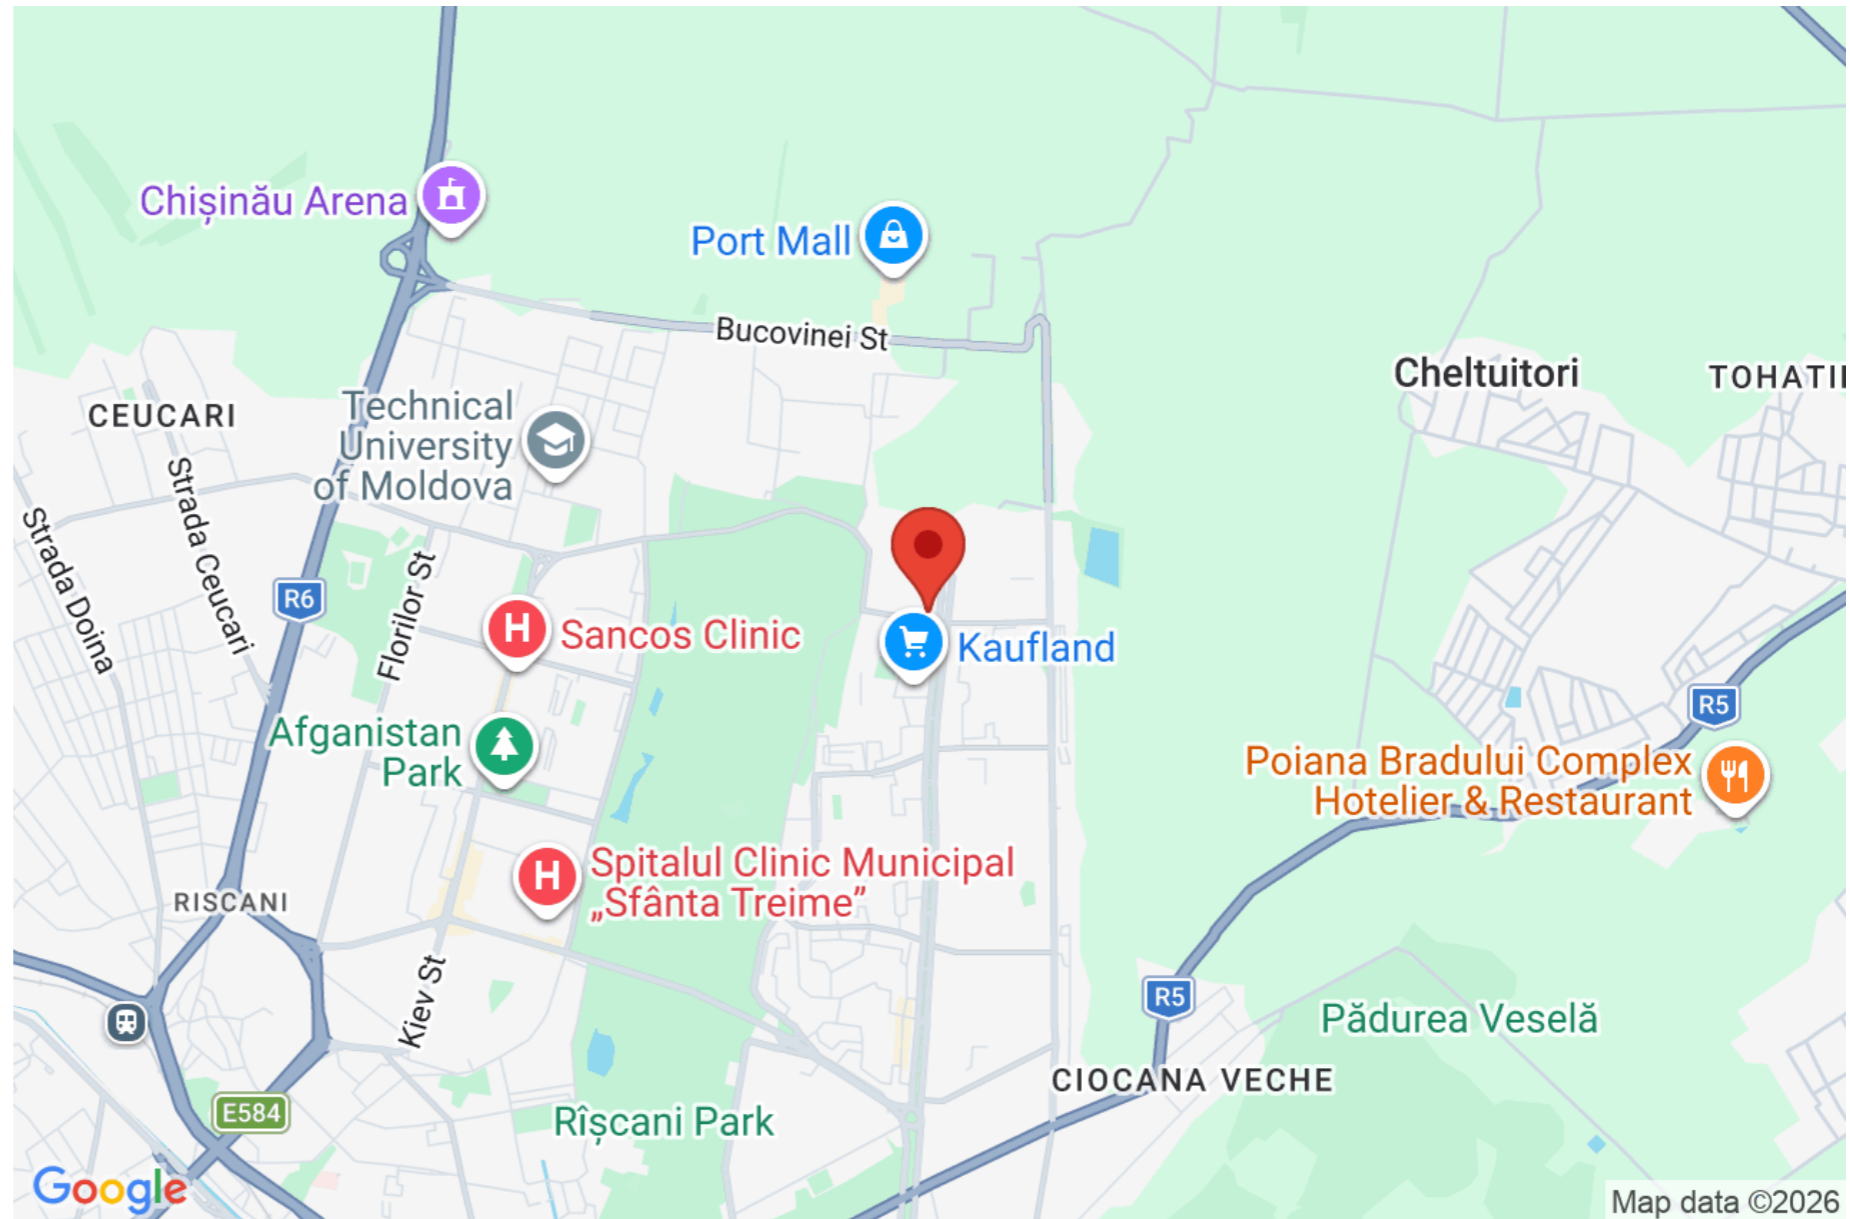 Chișinău Arena
Port Mall
Bucovinei St
Cheltuitori
TOHATI
CEUCARI
Technical
University
of Moldova
Strada Ceucari
Strada Doina
Florilor St
R6
Sancos Clinic
Kaufland
R5
Afganistan
Park
Poiana Bradului Complex
Hotelier & Restaurant
Spitalul Clinic Municipal
„Sfânta Treime”
RISCANI
Kiev St
R5
Pădurea Veselă
CIOCANA VECHE
E584
Rîșcani Park
Google
Map data ©2026
H
H